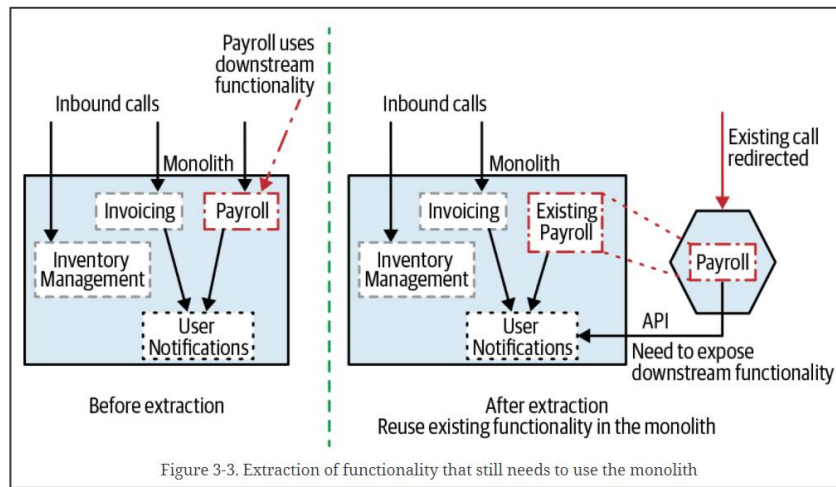 Payroll uses
downstream
functionality
Inbound calls
Monolith
Invoicing
Payroll
Inventory
Management
User
Notifications
Before extraction
Inbound calls
Monolith
Existing call
redirected
Invoicing
Existing
Payroll
Payroll
Inventory
Management
User
Notifications
API
Need to expose
downstream functionality
After extraction
Reuse existing functionality in the monolith
Figure 3-3. Extraction of functionality that still needs to use the monolith